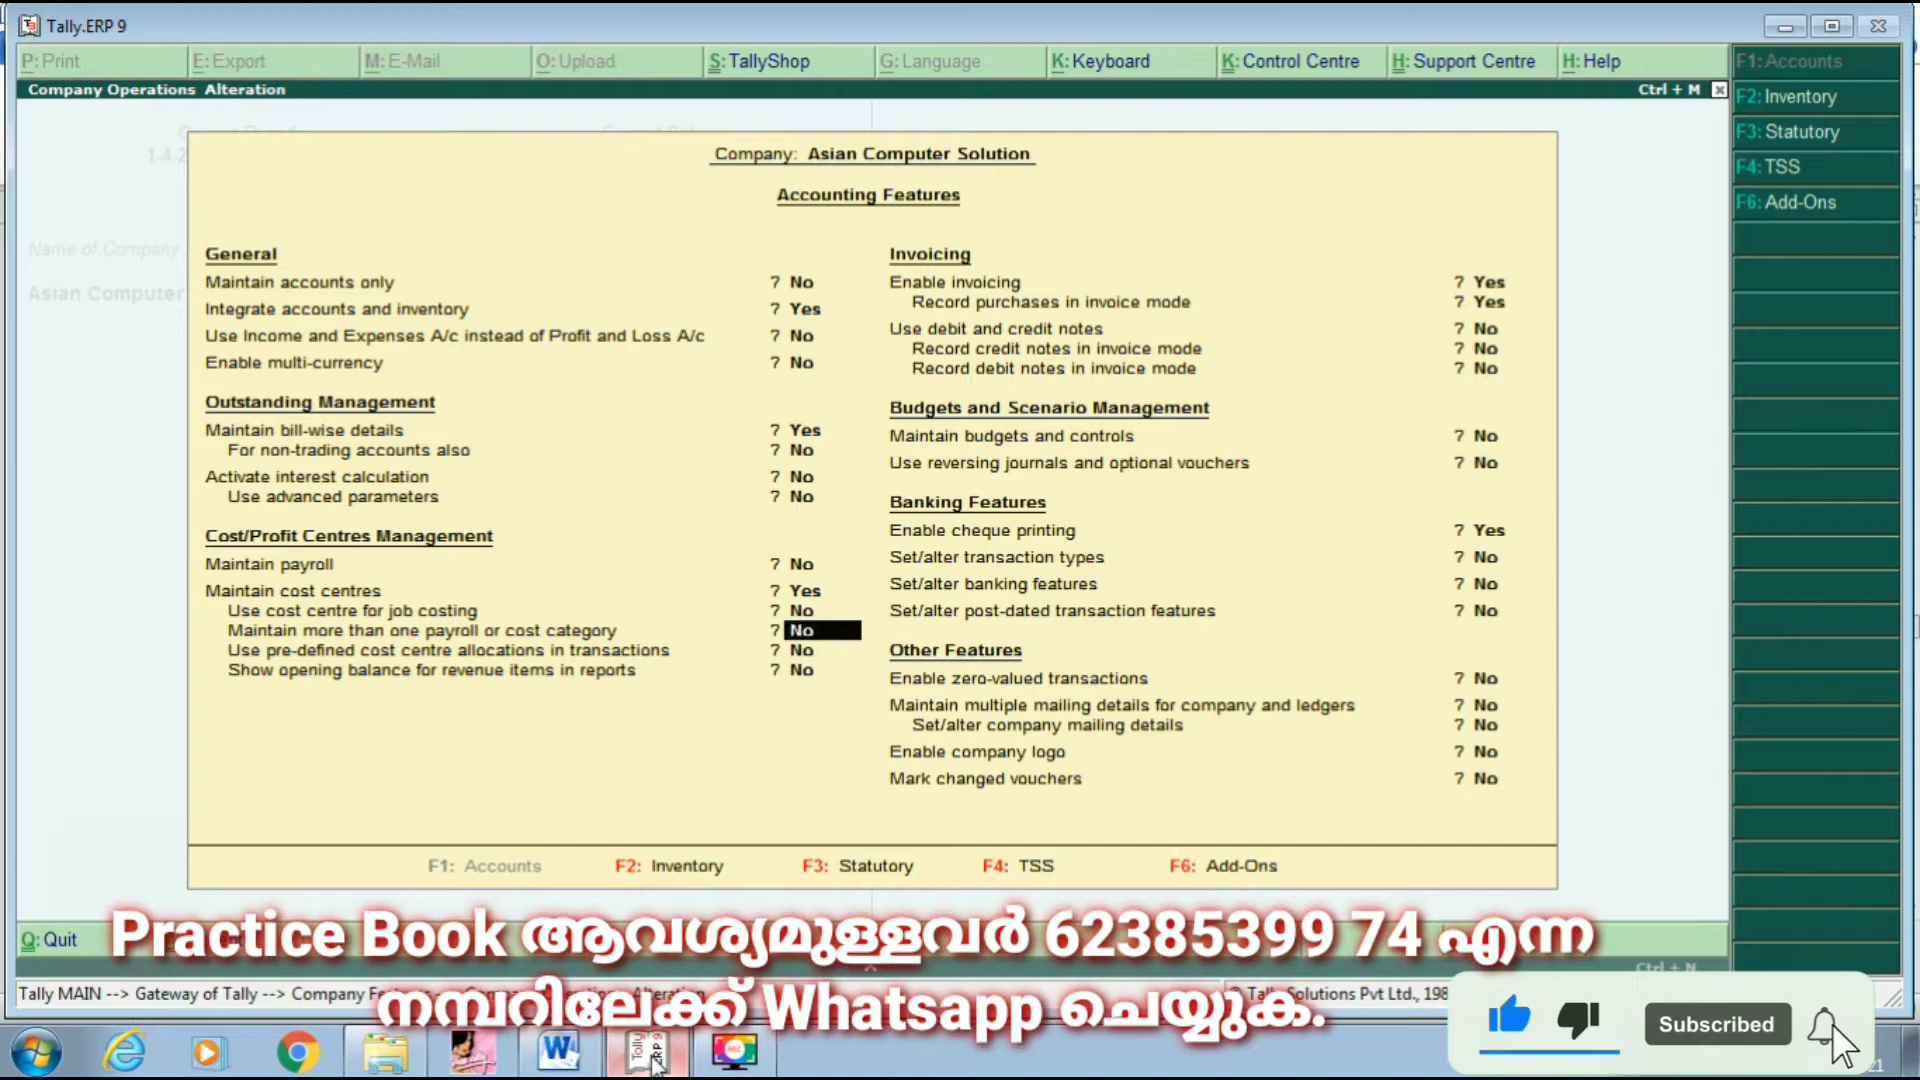 Tally.ERP 9
P: Print E: Export M: E-Mail O: Upload S: TallyShop G: Language K: Keyboard K: Control Centre H: Support Centre H: Help
Company Operations Alteration Ctrl + M
Company: Asian Computer Solution
Accounting Features
Name of Company
Asian Computer
General
Maintain accounts only ? No
Integrate accounts and inventory ? Yes
Use Income and Expenses A/c instead of Profit and Loss A/c ? No
Enable multi-currency ? No
Outstanding Management
Maintain bill-wise details ? Yes
For non-trading accounts also ? No
Activate interest calculation ? No
Use advanced parameters ? No
Cost/Profit Centres Management
Maintain payroll ? No
Maintain cost centres ? Yes
Use cost centre for job costing ? No
Maintain more than one payroll or cost category ? No
Use pre-defined cost centre allocations in transactions ? No
Show opening balance for revenue items in reports ? No
Invoicing
Enable invoicing ? Yes
Record purchases in invoice mode ? Yes
Use debit and credit notes ? No
Record credit notes in invoice mode ? No
Record debit notes in invoice mode ? No
Budgets and Scenario Management
Maintain budgets and controls ? No
Use reversing journals and optional vouchers ? No
Banking Features
Enable cheque printing ? Yes
Set/alter transaction types ? No
Set/alter banking features ? No
Set/alter post-dated transaction features ? No
Other Features
Enable zero-valued transactions ? No
Maintain multiple mailing details for company and ledgers ? No
Set/alter company mailing details ? No
Enable company logo ? No
Mark changed vouchers ? No
F1: Accounts F2: Inventory F3: Statutory F4: TSS F6: Add-Ons
F1: Accounts
F2: Inventory
F3: Statutory
F4: TSS
F6: Add-Ons
Q: Quit
Practice Book ആവശ്യമുള്ളവർ 62385399 74 എന്ന
നമ്പറിലേക്ക് Whatsapp ചെയ്യുക.
Ctrl + N
Tally MAIN --> Gateway of Tally --> Company
© Tally Solutions Pvt Ltd., 198
Subscribed